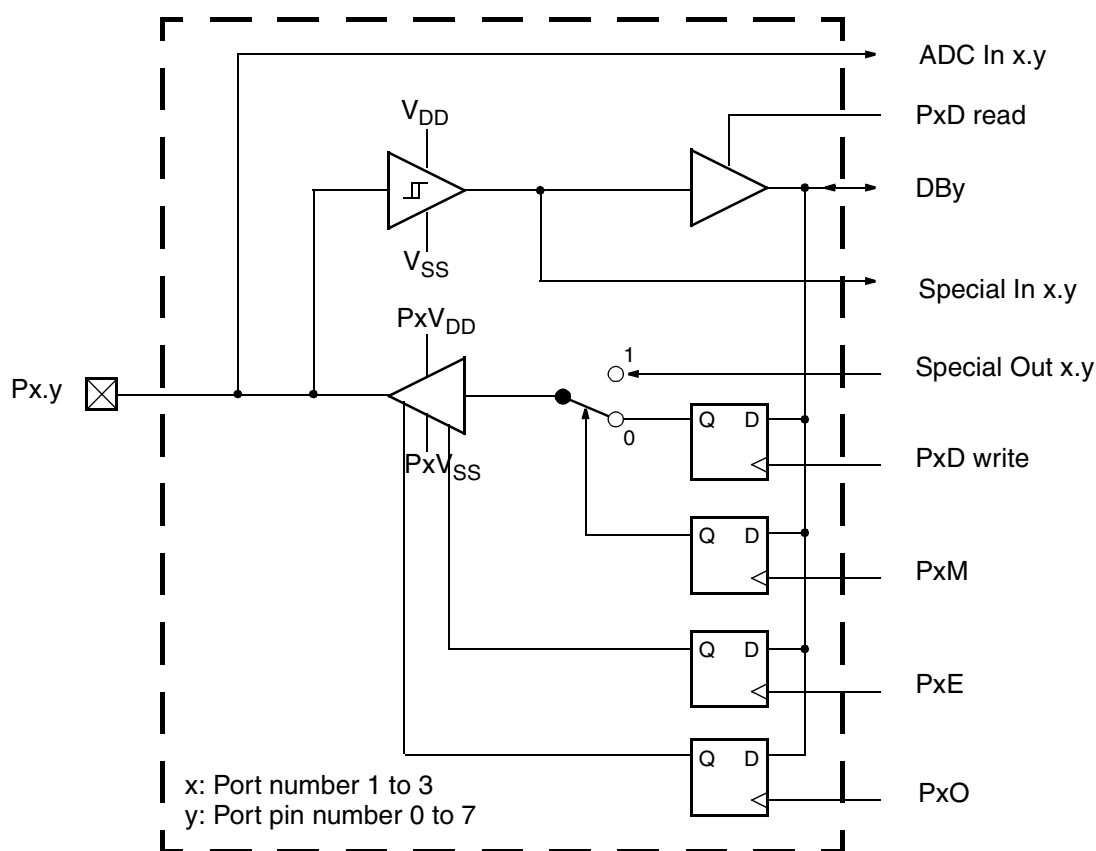 ADC In x.y
PxD read
VDD
DBy
VSS
Special In x.y
PxVDD
1
Special Out x.y
Px.y
0
Q D
PxD write
PxVSS
Q D
PxM
Q D
PxE
Q D
PxO
x: Port number 1 to 3
y: Port pin number 0 to 7